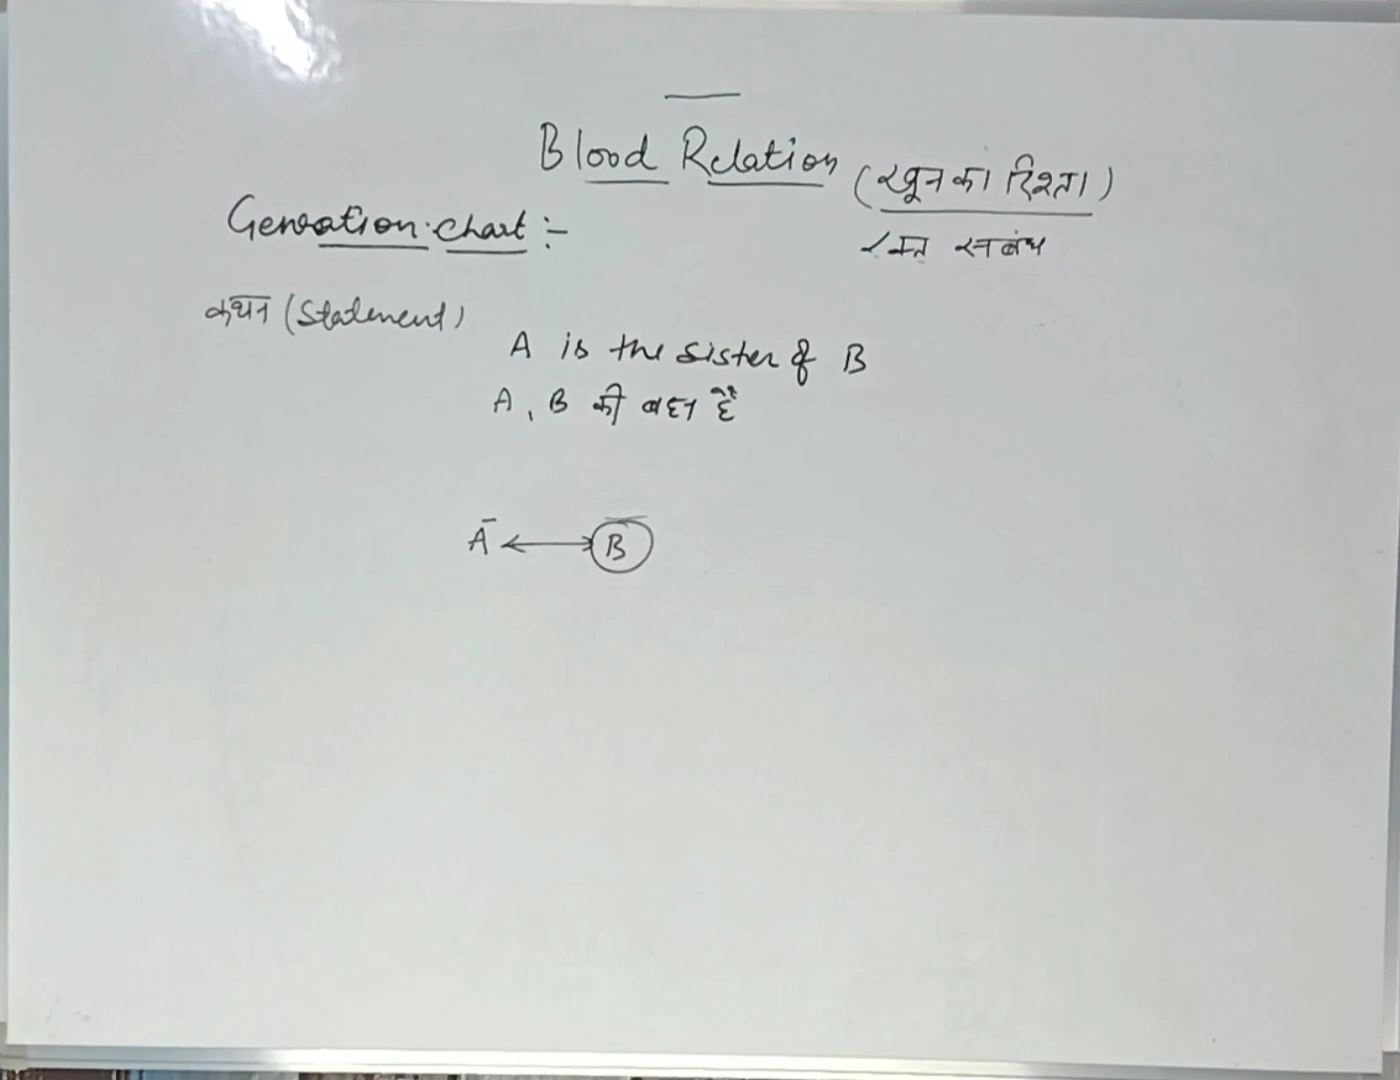 Blood Relation (खून का रिश्ता)
Generation chart :-
रक्त सबंध
कथन (Statement)
A is the sister of B
A, B की बहन है
A ↔ B